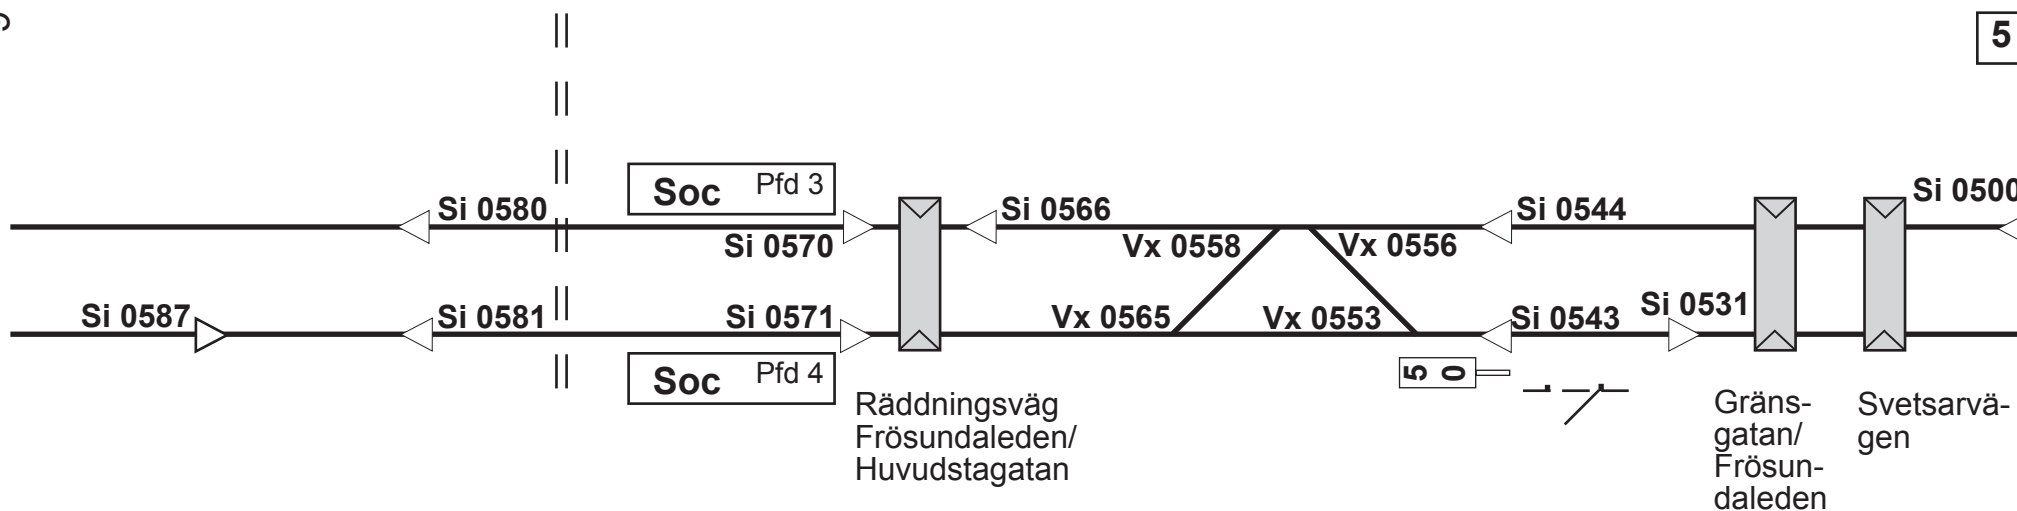 5
Soc Pfd 3
Si 0500
Si 0580
Si 0566
Si 0544
Si 0570
Vx 0558
Vx 0556
Si 0587
Si 0581
Si 0571
Vx 0565
Vx 0553
Si 0543
Si 0531
Soc Pfd 4
5 0
Räddningsväg
Frösundaleden/
Huvudstagatan
Gräns-
gatan/
Frösun-
daleden
Svetsarvä-
gen